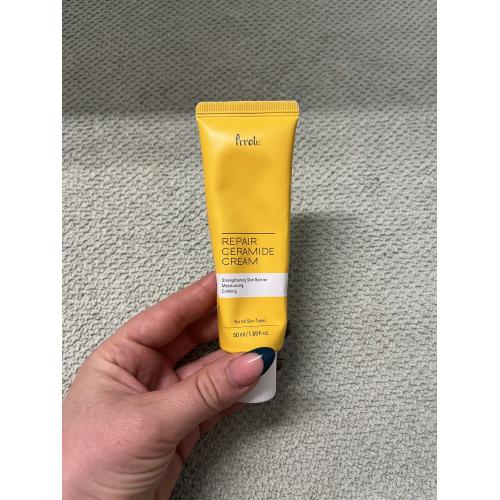 Prreti
REPAIR
CERAMIDE
CREAM
Strengthening Skin Barrier
Moisturizing
Calming
For All Skin Types
50 ml / 1.69 fl.oz.